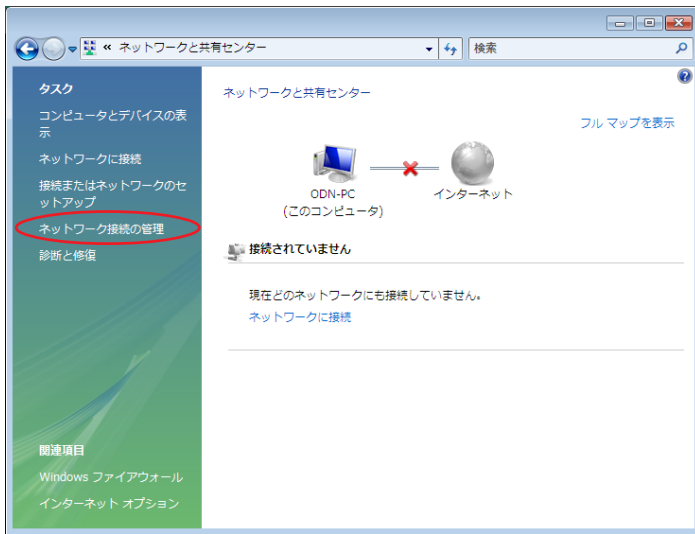 « ネットワークと共有センター
検索
タスク
コンピュータとデバイスの表
示
ネットワークに接続
接続またはネットワークのセ
ットアップ
ネットワーク接続の管理
診断と修復
関連項目
Windows ファイアウォール
インターネット オプション
ネットワークと共有センター
フル マップを表示
ODN-PC
(このコンピュータ)
インターネット
接続されていません
現在どのネットワークにも接続していません。
ネットワークに接続